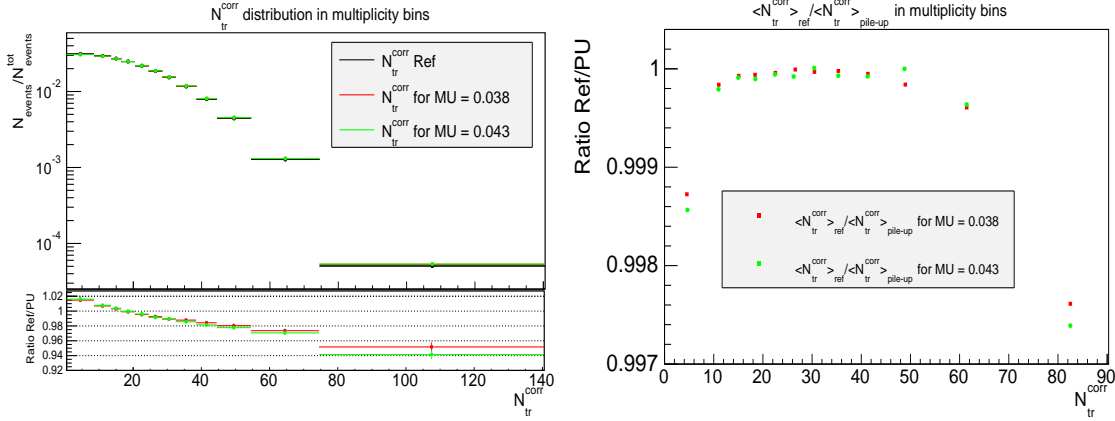 N_tr^corr distribution in multiplicity bins
N_events/N_events^tot
10^-2
10^-3
10^-4
N_tr^corr Ref
N_tr^corr for MU = 0.038
N_tr^corr for MU = 0.043
Ratio Ref/PU
1.02
1
0.98
0.96
0.94
0.92
20 40 60 80 100 120 140
N_tr^corr
<N_tr^corr>_ref/<N_tr^corr>_pile-up in multiplicity bins
Ratio Ref/PU
1
0.999
0.998
0.997
<N_tr^corr>_ref/<N_tr^corr>_pile-up for MU = 0.038
<N_tr^corr>_ref/<N_tr^corr>_pile-up for MU = 0.043
0 10 20 30 40 50 60 70 80 90
N_tr^corr